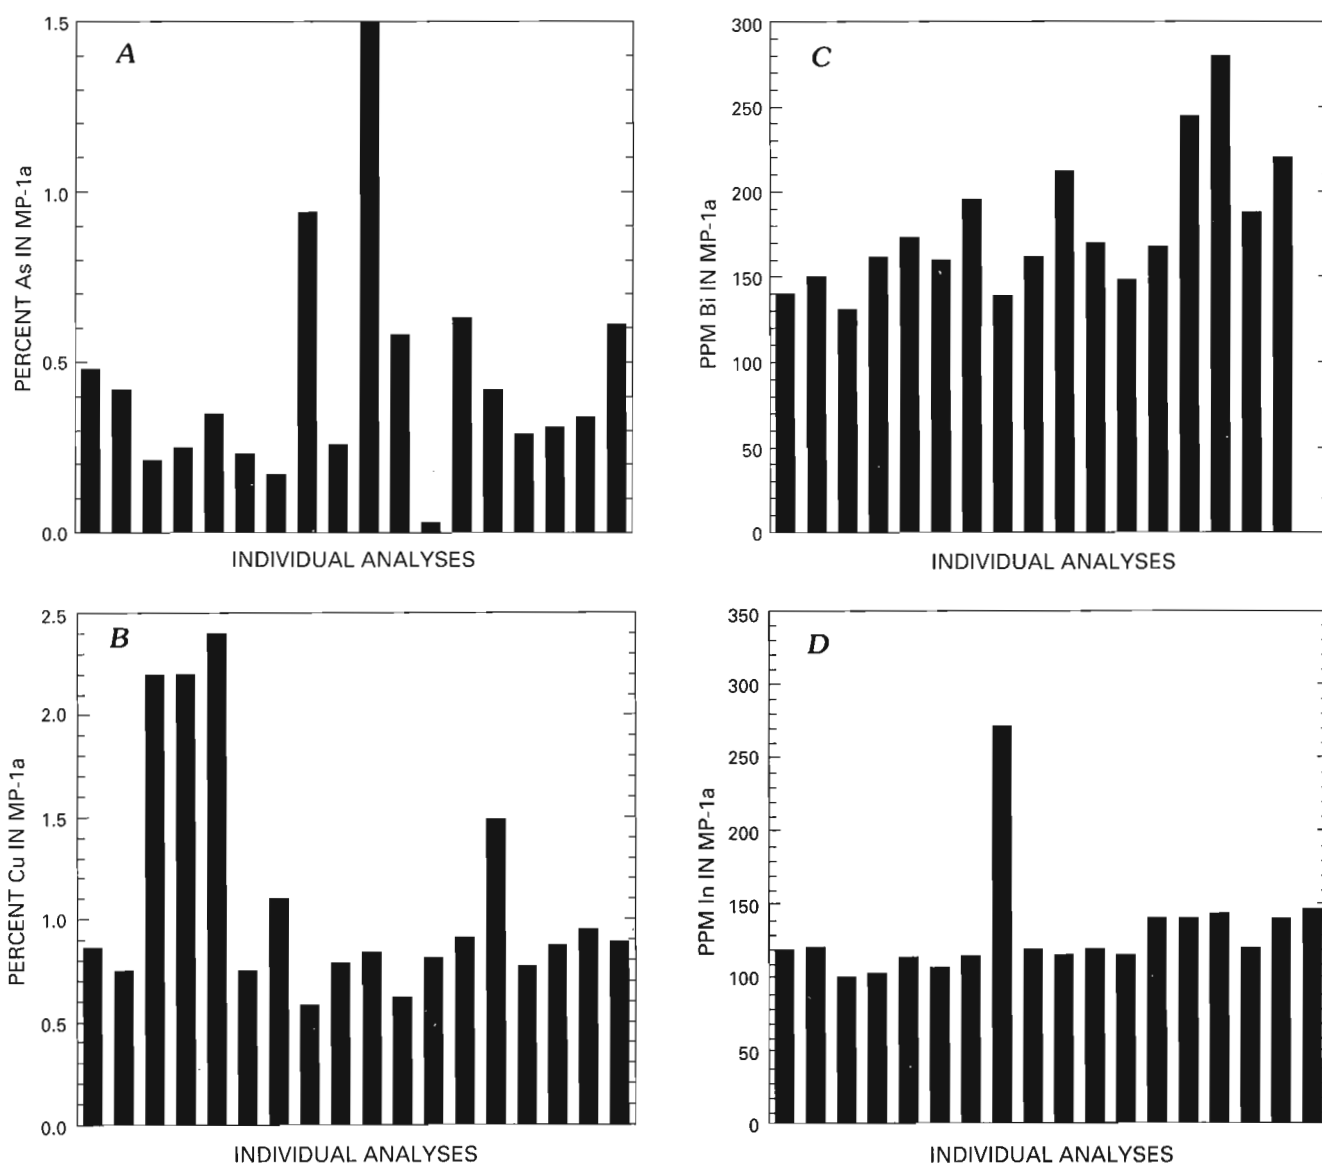 A
PERCENT As IN MP-1a
1.5
1.0
0.5
0.0
INDIVIDUAL ANALYSES
C
PPM Bi IN MP-1a
300
250
200
150
100
50
0
INDIVIDUAL ANALYSES
B
PERCENT Cu IN MP-1a
2.5
2.0
1.5
1.0
0.5
0.0
INDIVIDUAL ANALYSES
D
PPM In IN MP-1a
350
300
250
200
150
100
50
0
INDIVIDUAL ANALYSES